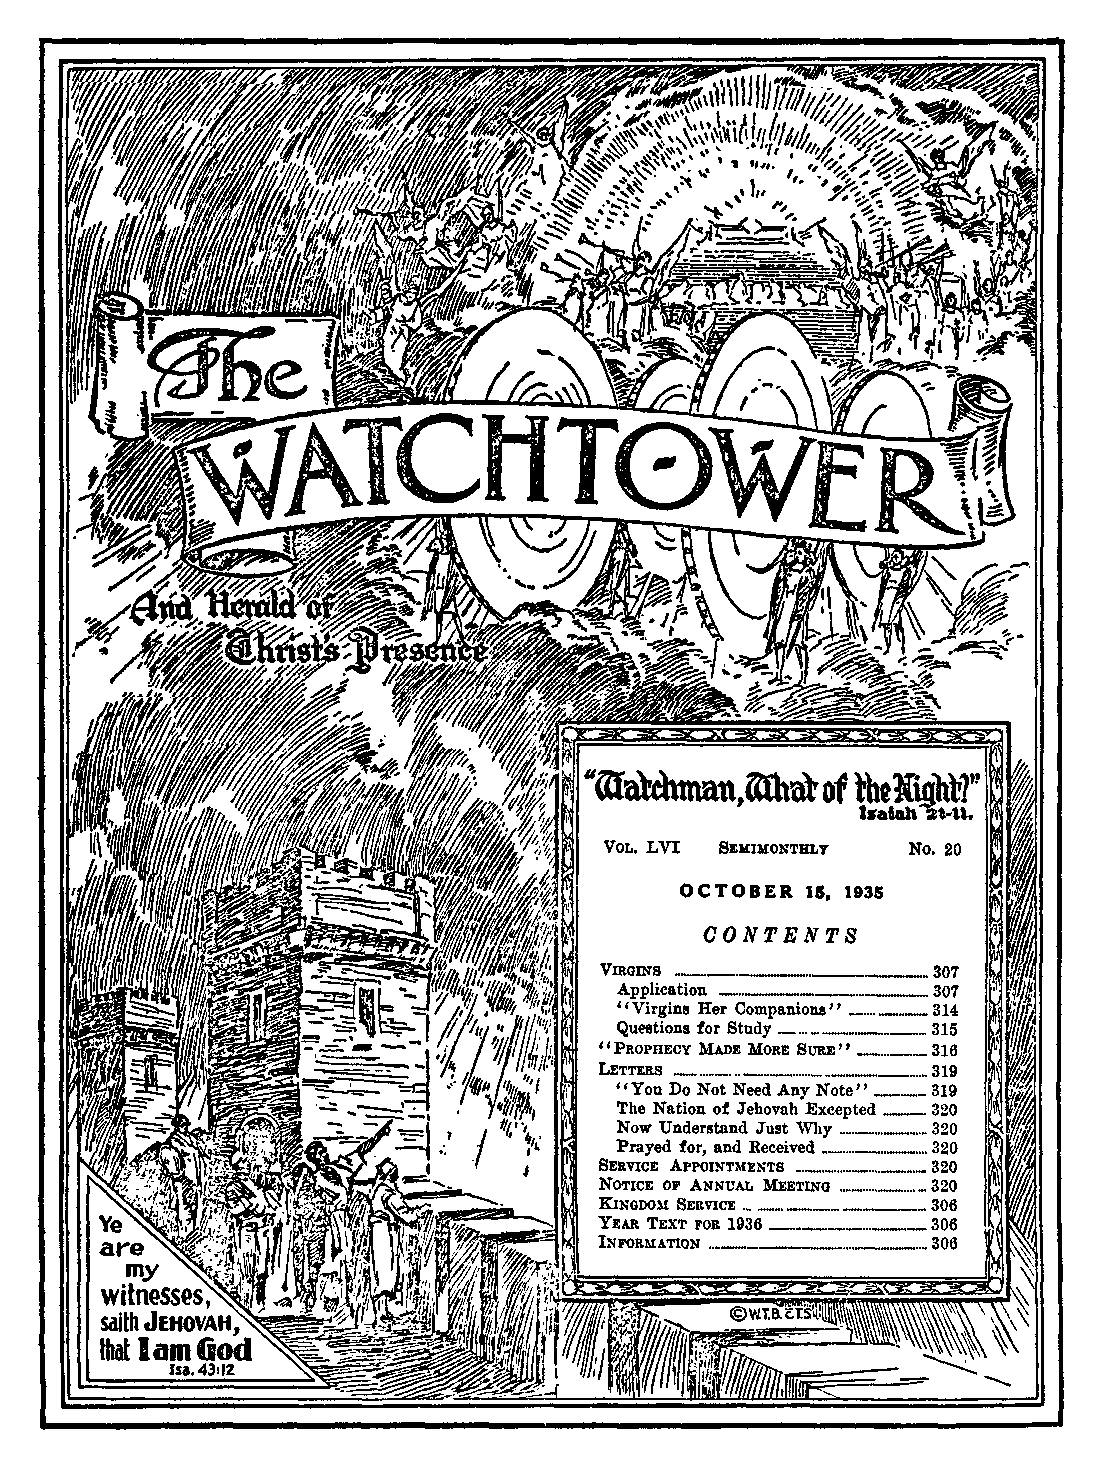 The
WATCHTOWER
And Herald of
Christ's Presence
"Watchman, What of the Night?"
Isaiah 21-11.
VOL. LVI SEMIMONTHLY No. 20
OCTOBER 15, 1935
CONTENTS
VIRGINS 307
Application 307
"Virgins Her Companions" 314
Questions for Study 315
"PROPHECY MADE MORE SURE" 316
LETTERS 319
"You Do Not Need Any Note" 319
The Nation of Jehovah Excepted 320
Now Understand Just Why 320
Prayed for, and Received 320
SERVICE APPOINTMENTS 320
NOTICE OF ANNUAL MEETING 320
KINGDOM SERVICE 306
YEAR TEXT FOR 1936 306
INFORMATION 306
©W.T.B.&T.S.
Ye
are
my
witnesses,
saith JEHOVAH,
that I am God
Isa. 43:12